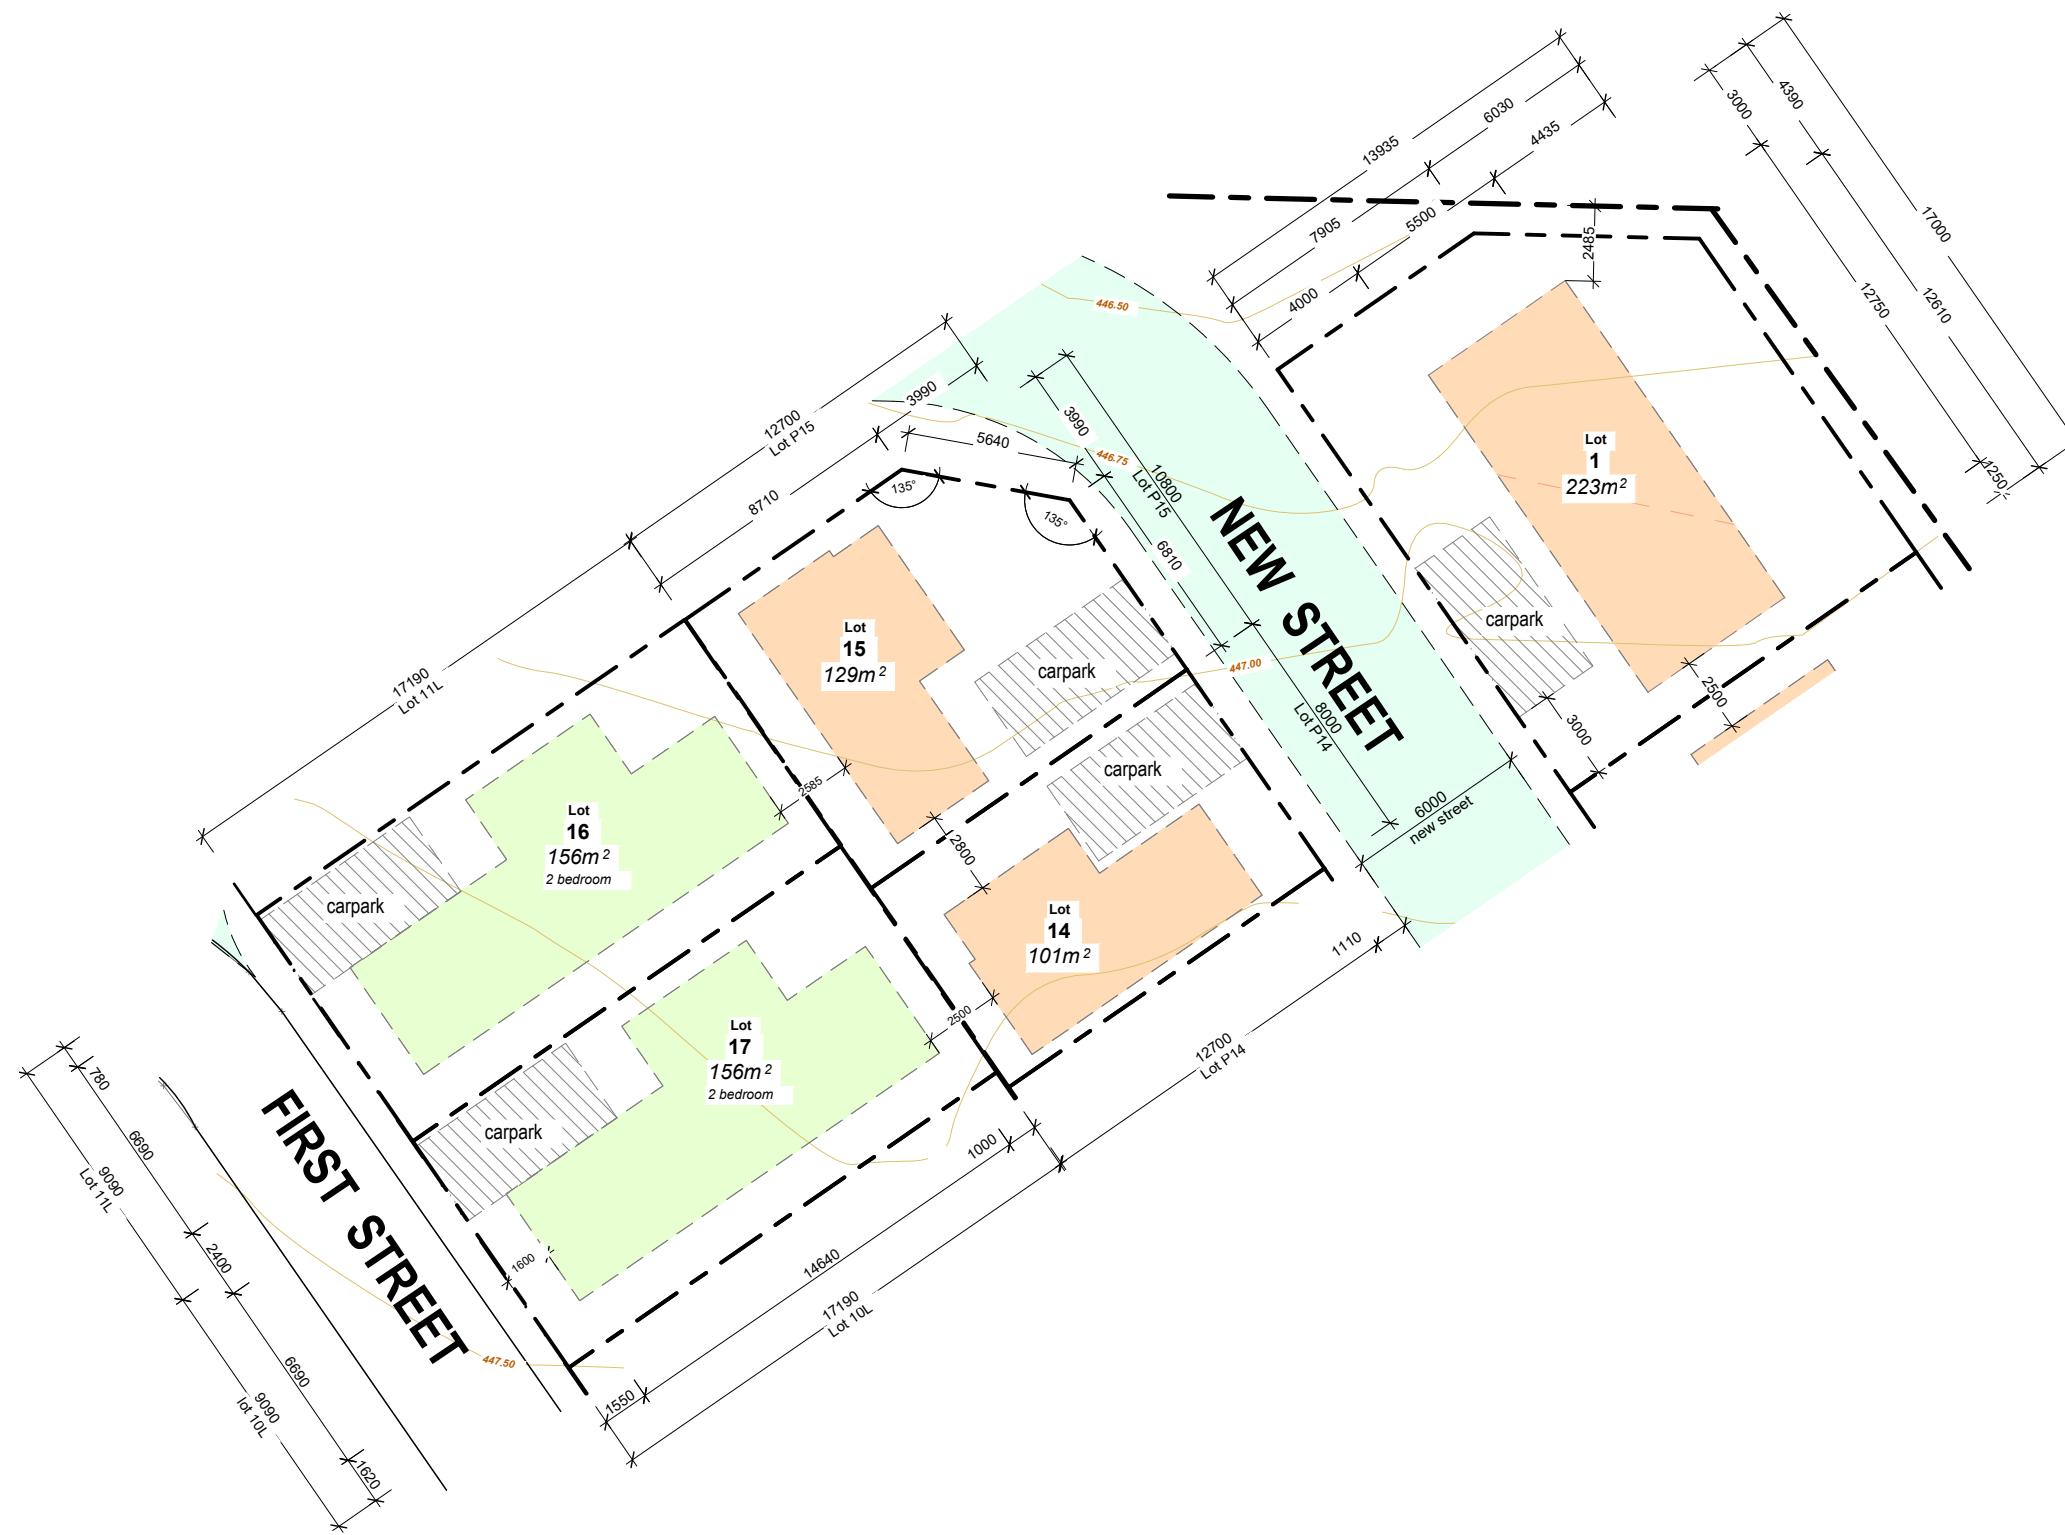 13935
6030
4435
7905
5500
4000
2485
3000
4390
17000
12750
12610
1250
446.50
12700
Lot P15
3990
5640
8710
135°
135°
3990
446.75
10800
Lot P15
6810
NEW STREET
Lot
1
223m²
carpark
2500
3000
17190
Lot 11L
Lot
15
129m²
carpark
447.00
8000
Lot P14
6000
new street
2585
2800
carpark
Lot
16
156m²
2 bedroom
carpark
Lot
14
101m²
1110
12700
Lot P14
2500
Lot
17
156m²
2 bedroom
carpark
1000
1600
14640
17190
Lot 10L
1550
FIRST STREET
447.50
780
6690
9090
Lot 11L
2400
6690
9090
lot 10L
1620